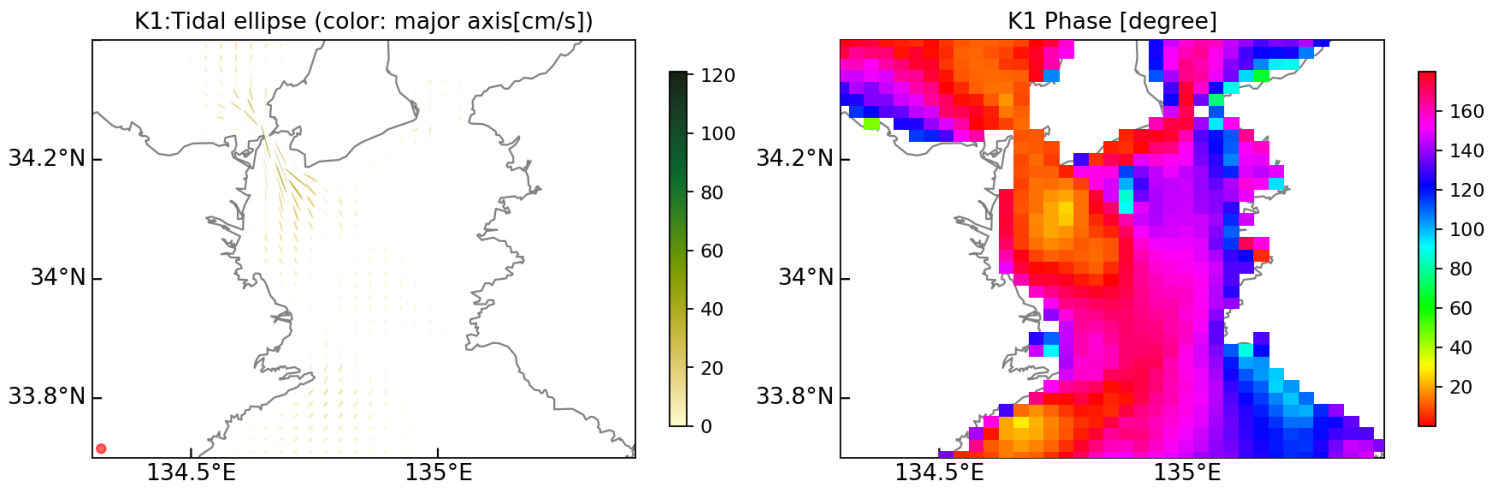 K1:Tidal ellipse (color: major axis[cm/s])
34.2°N
34°N
33.8°N
134.5°E
135°E
120
100
80
60
40
20
0
K1 Phase [degree]
34.2°N
34°N
33.8°N
134.5°E
135°E
160
140
120
100
80
60
40
20